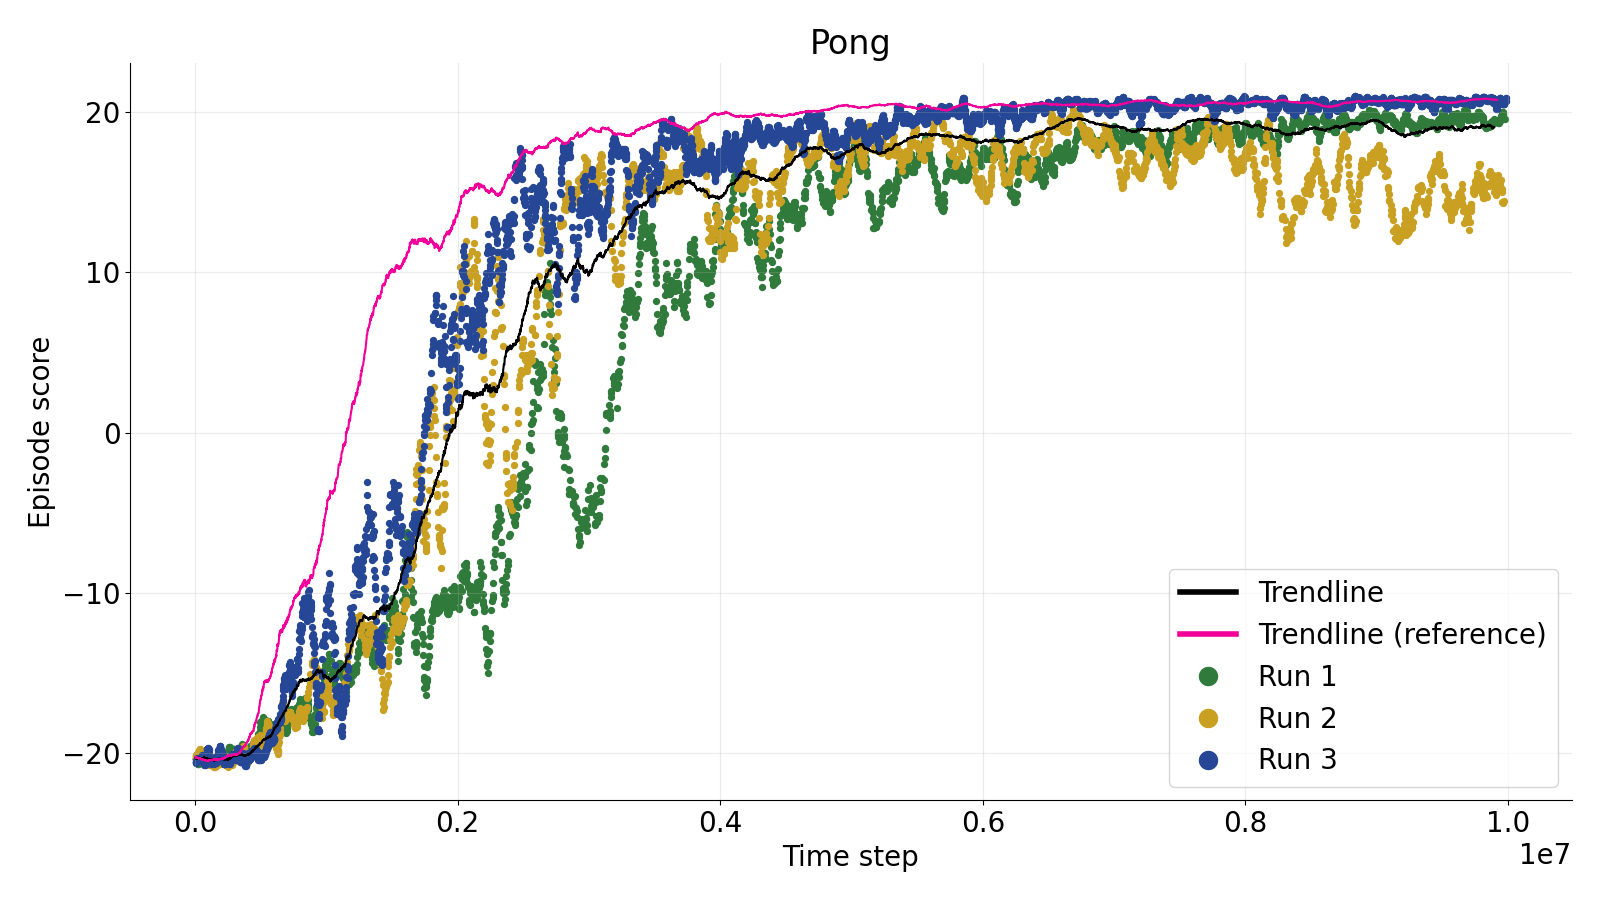 Pong
Episode score
20
10
0
−10
−20
0.0
0.2
0.4
0.6
0.8
1.0
1e7
Time step
Trendline
Trendline (reference)
Run 1
Run 2
Run 3